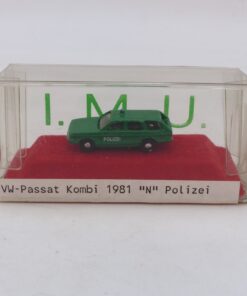 I. M. U.
POLIZEI
VW-Passat Kombi 1981 "N" Polizei